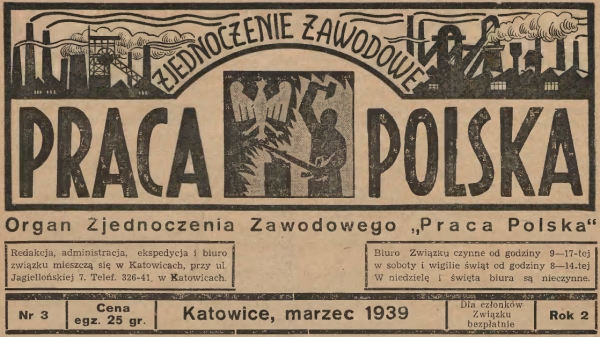 ZJEDNOCZENIE ZAWODOWE
PRACA POLSKA
Organ Zjednoczenia Zawodowego „Praca Polska"
Redakcja, administracja, ekspedycja i biuro
związku mieszczą się w Katowicach, przy ul.
Jagiellońskiej 7. Telef. 326-41, w Katowicach.
Biuro Związku czynne od godziny 9—17-tej
w soboty i wigilie świąt od godziny 8—14.tej
W niedzielę i święta biura są nieczynne.
Nr 3
Cena
egz. 25 gr.
Katowice, marzec 1939
Dla członków
Związku
bezpłatnie
Rok 2